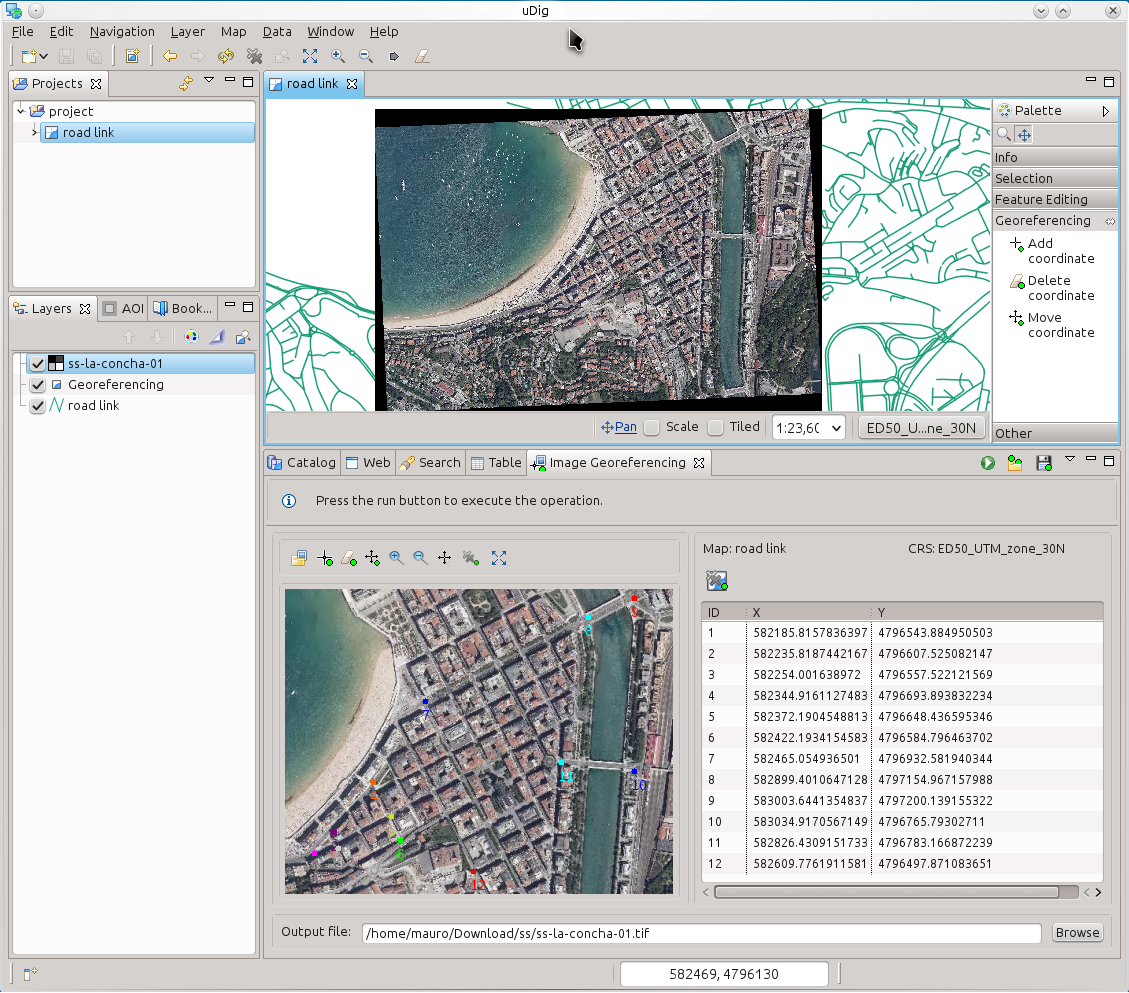 uDig
File Edit Navigation Layer Map Data Window Help
Projects
project
road link
Layers
AOI
Book...
ss-la-concha-01
Georeferencing
road link
road link
Palette
Info
Selection
Feature Editing
Georeferencing
Add
coordinate
Delete
coordinate
Move
coordinate
Other
Pan Scale Tiled 1:23,60 ED50_U...ne_30N
Catalog Web Search Table Image Georeferencing
Press the run button to execute the operation.
Map: road link CRS: ED50_UTM_zone_30N
ID X Y
1 582185.8157836397 4796543.884950503
2 582235.8187442167 4796607.525082147
3 582254.001638972 4796557.522121569
4 582344.9161127483 4796693.893832234
5 582372.1904548813 4796648.436595346
6 582422.1934154583 4796584.796463702
7 582465.054936501 4796932.581940344
8 582899.4010647128 4797154.967157988
9 583003.6441354837 4797200.139155322
10 583034.9170567149 4796765.79302711
11 582826.4309151733 4796783.166872239
12 582609.7761911581 4796497.871083651
9
8
7
11
10
6
12
Output file: /home/mauro/Download/ss/ss-la-concha-01.tif Browse
582469, 4796130